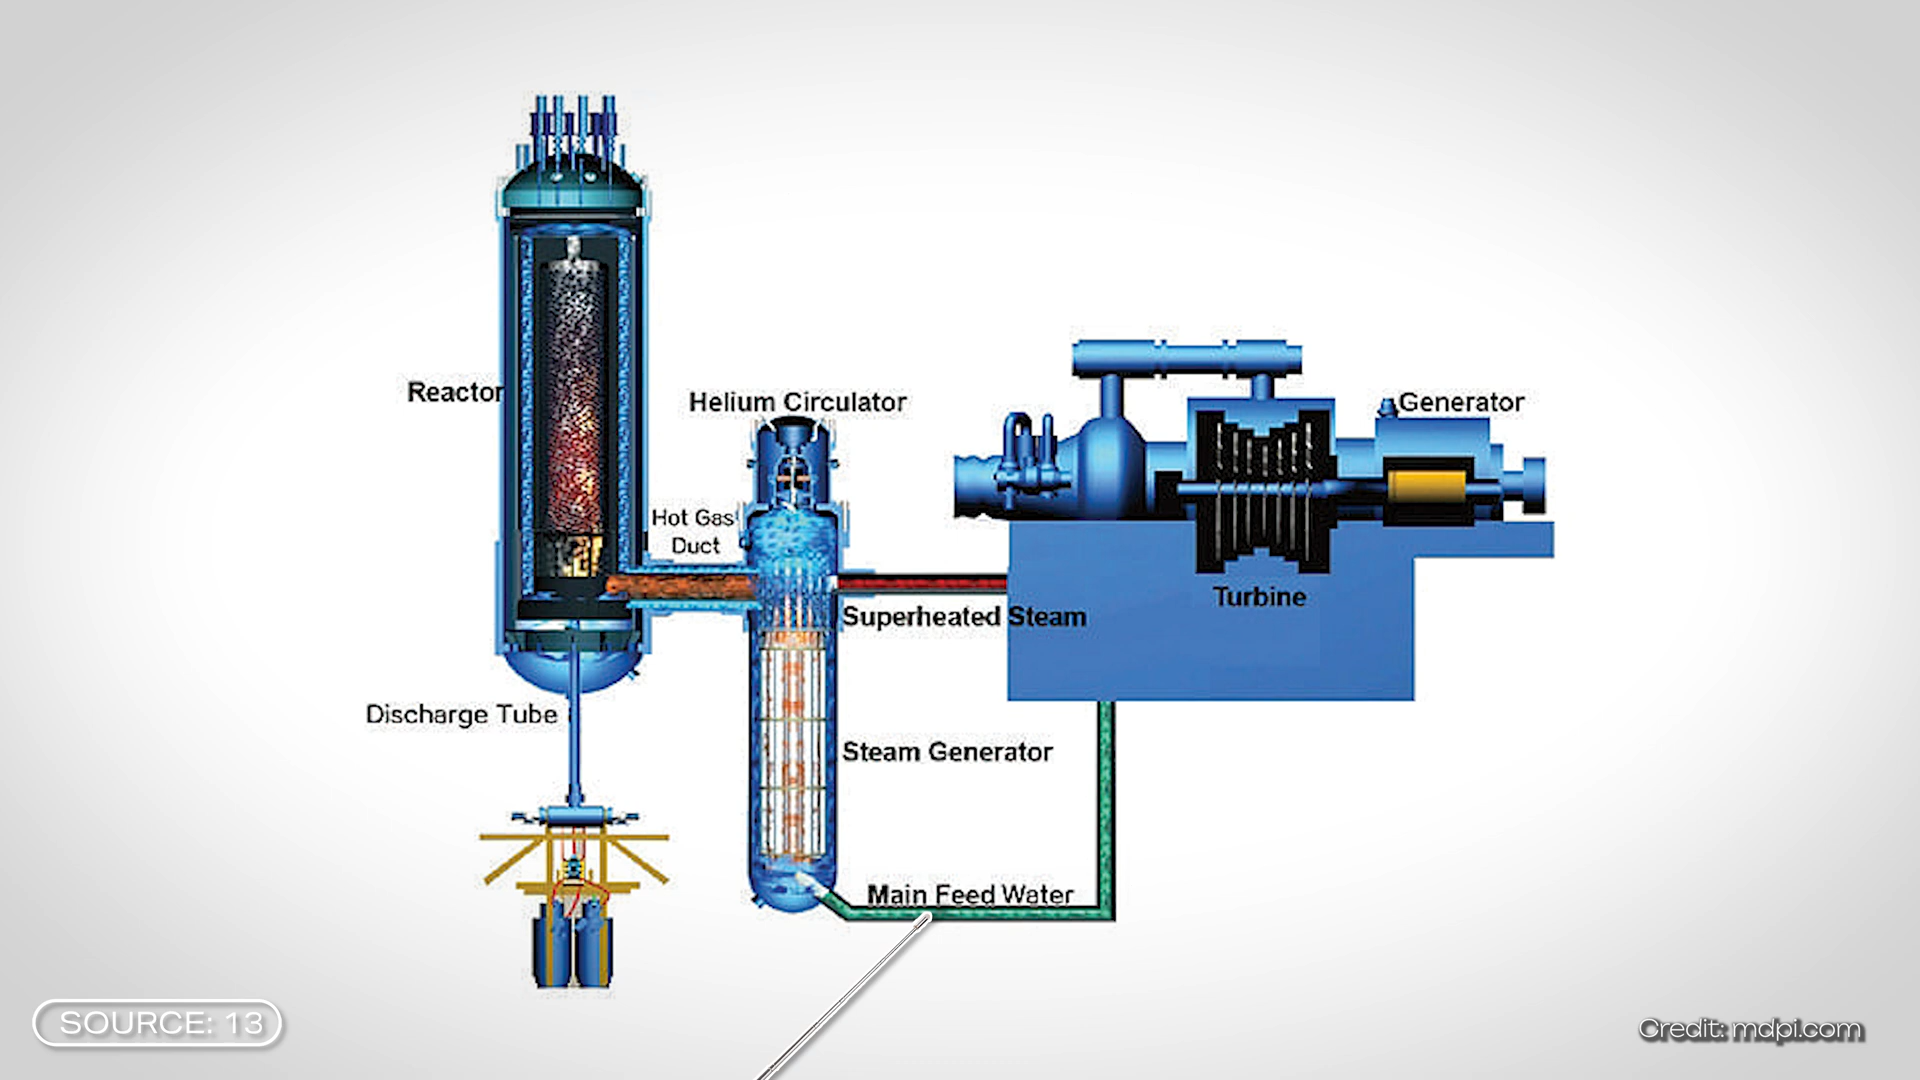 Reactor
Helium Circulator
Generator
Hot Gas
Duct
Turbine
Superheated Steam
Discharge Tube
Steam Generator
Main Feed Water
SOURCE: 13
Credit: mdpi.com